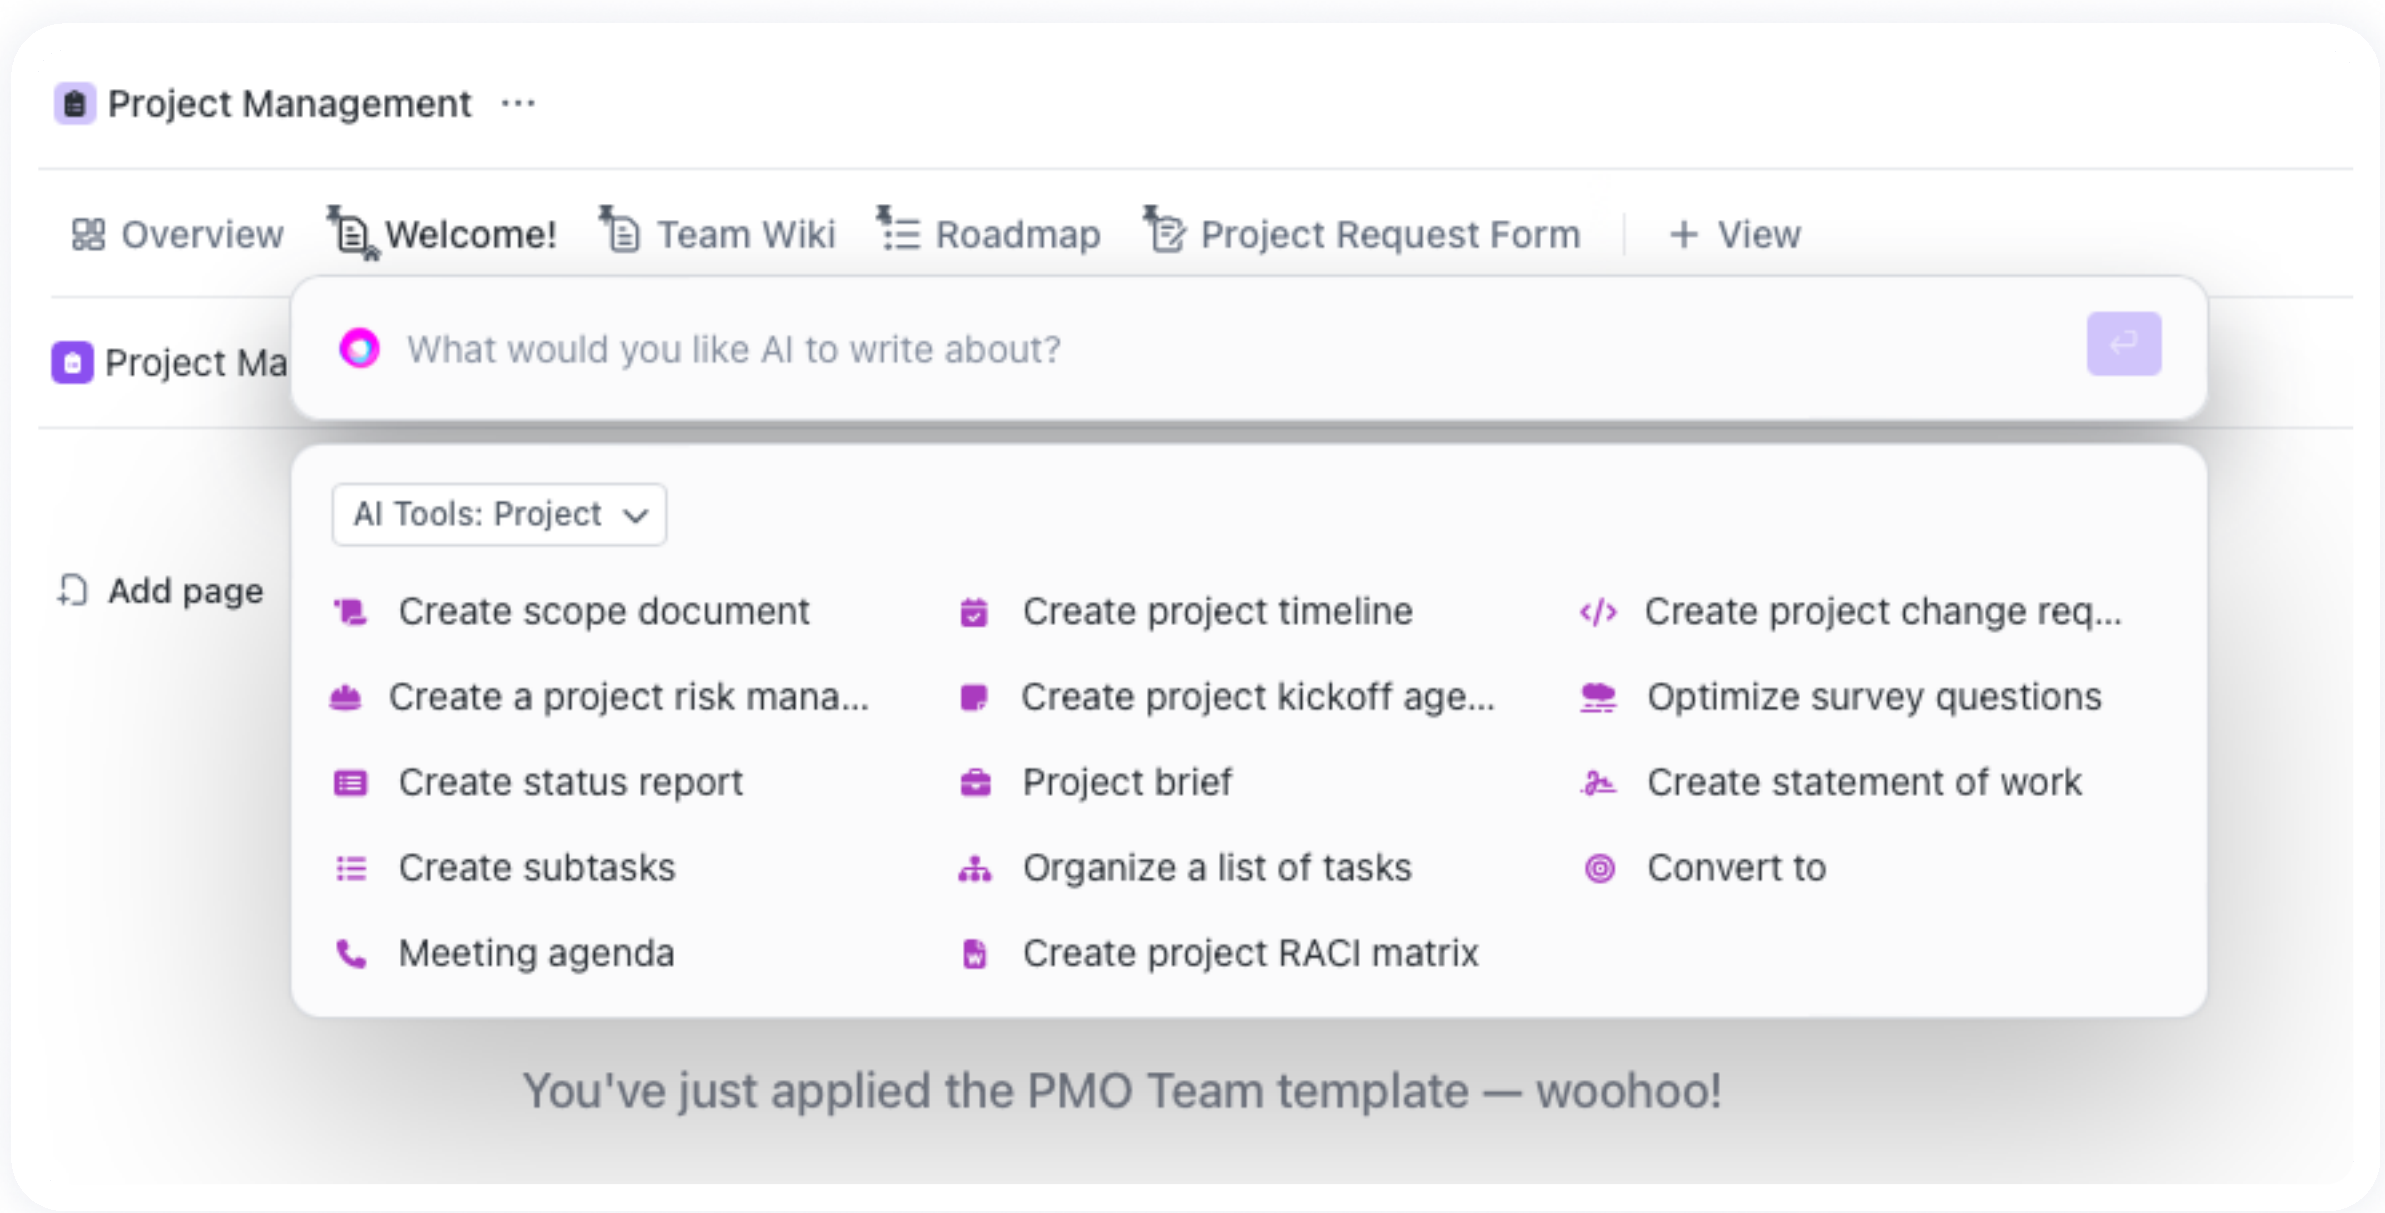 Project Management ...
Overview Welcome! Team Wiki Roadmap Project Request Form + View
Project Ma
What would you like AI to write about?
AI Tools: Project
Add page
Create scope document Create project timeline </> Create project change req...
Create a project risk mana... Create project kickoff age... Optimize survey questions
Create status report Project brief Create statement of work
Create subtasks Organize a list of tasks Convert to
Meeting agenda Create project RACI matrix
You've just applied the PMO Team template — woohoo!